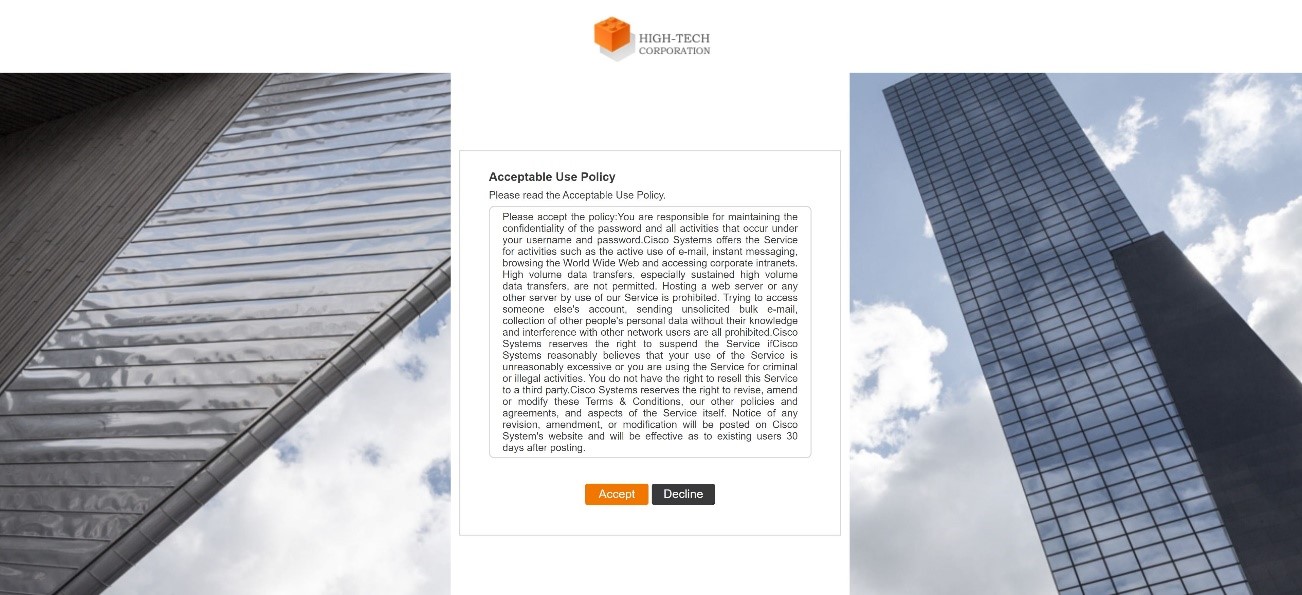 HIGH-TECH
CORPORATION
Acceptable Use Policy
Please read the Acceptable Use Policy.
Please accept the policy:You are responsible for maintaining the
confidentiality of the password and all activities that occur under
your username and password.Cisco Systems offers the Service
for activities such as the active use of e-mail, instant messaging,
browsing the World Wide Web and accessing corporate intranets.
High volume data transfers, especially sustained high volume
data transfers, are not permitted. Hosting a web server or any
other server by use of our Service is prohibited. Trying to access
someone else's account, sending unsolicited bulk e-mail,
collection of other people's personal data without their knowledge
and interference with other network users are all prohibited.Cisco
Systems reserves the right to suspend the Service ifCisco
Systems reasonably believes that your use of the Service is
unreasonably excessive or you are using the Service for criminal
or illegal activities. You do not have the right to resell this Service
to a third party.Cisco Systems reserves the right to revise, amend
or modify these Terms & Conditions, our other policies and
agreements, and aspects of the Service itself. Notice of any
revision, amendment, or modification will be posted on Cisco
System's website and will be effective as to existing users 30
days after posting.
Accept Decline